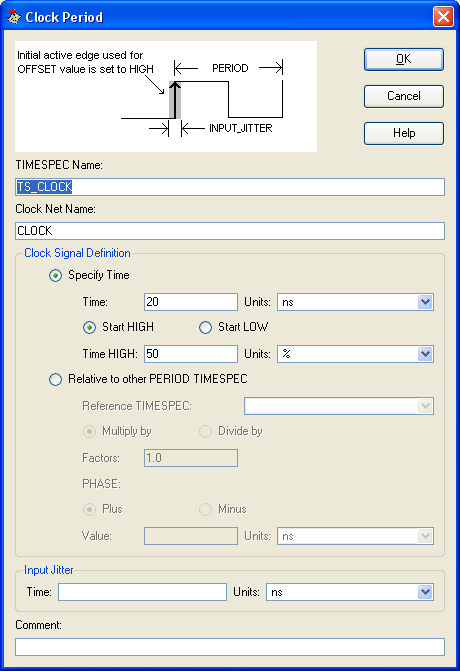 Clock Period
Initial active edge used for
OFFSET value is set to HIGH
PERIOD
INPUT_JITTER
OK
Cancel
Help
TIMESPEC Name:
TS_CLOCK
Clock Net Name:
CLOCK
Clock Signal Definition
Specify Time
Time: 20 Units: ns
Start HIGH Start LOW
Time HIGH: 50 Units: %
Relative to other PERIOD TIMESPEC
Reference TIMESPEC:
Multiply by Divide by
Factors: 1.0
PHASE:
Plus Minus
Value: Units: ns
Input Jitter
Time: Units: ns
Comment: